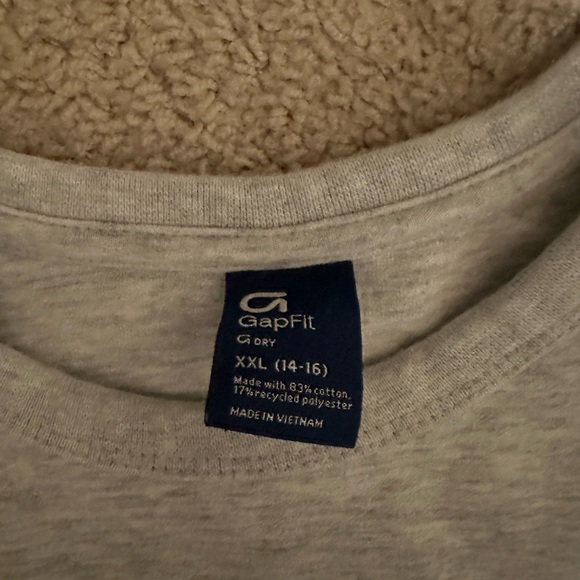 GapFit
G DRY
XXL (14-16)
Made with 83% cotton,
17% recycled polyester
MADE IN VIETNAM